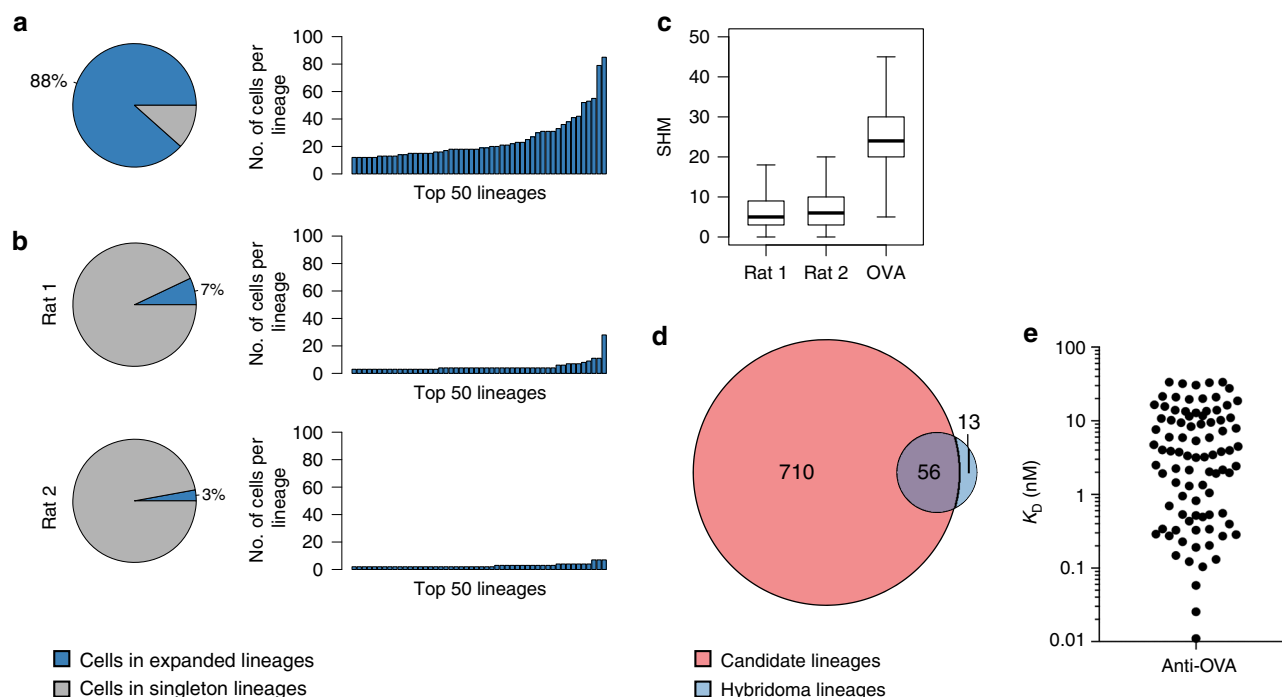 a
88%
No. of cells per
lineage
100
80
60
40
20
0
Top 50 lineages
b
Rat 1
7%
No. of cells per
lineage
100
80
60
40
20
0
Top 50 lineages
Rat 2
3%
No. of cells per
lineage
100
80
60
40
20
0
Top 50 lineages
Cells in expanded lineages
Cells in singleton lineages
c
SHM
50
40
30
20
10
0
Rat 1 Rat 2 OVA
d
710
56
13
Candidate lineages
Hybridoma lineages
e
KD (nM)
100
10
1
0.1
0.01
Anti-OVA